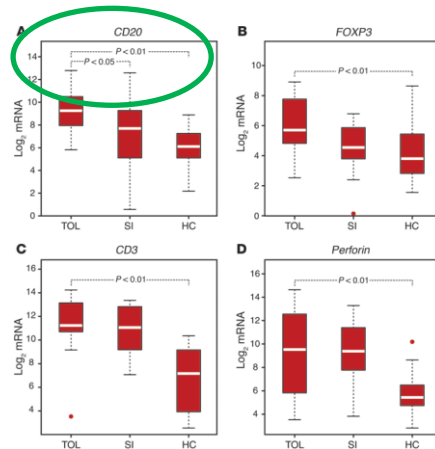 A CD20
P < 0.01
P < 0.05
Log2 mRNA
14
12
10
8
6
4
2
0
TOL SI HC
B FOXP3
P < 0.01
Log2 mRNA
10
8
6
4
2
0
TOL SI HC
C CD3
P < 0.01
Log2 mRNA
16
14
12
10
8
6
4
TOL SI HC
D Perforin
P < 0.01
Log2 mRNA
16
14
12
10
8
6
4
TOL SI HC